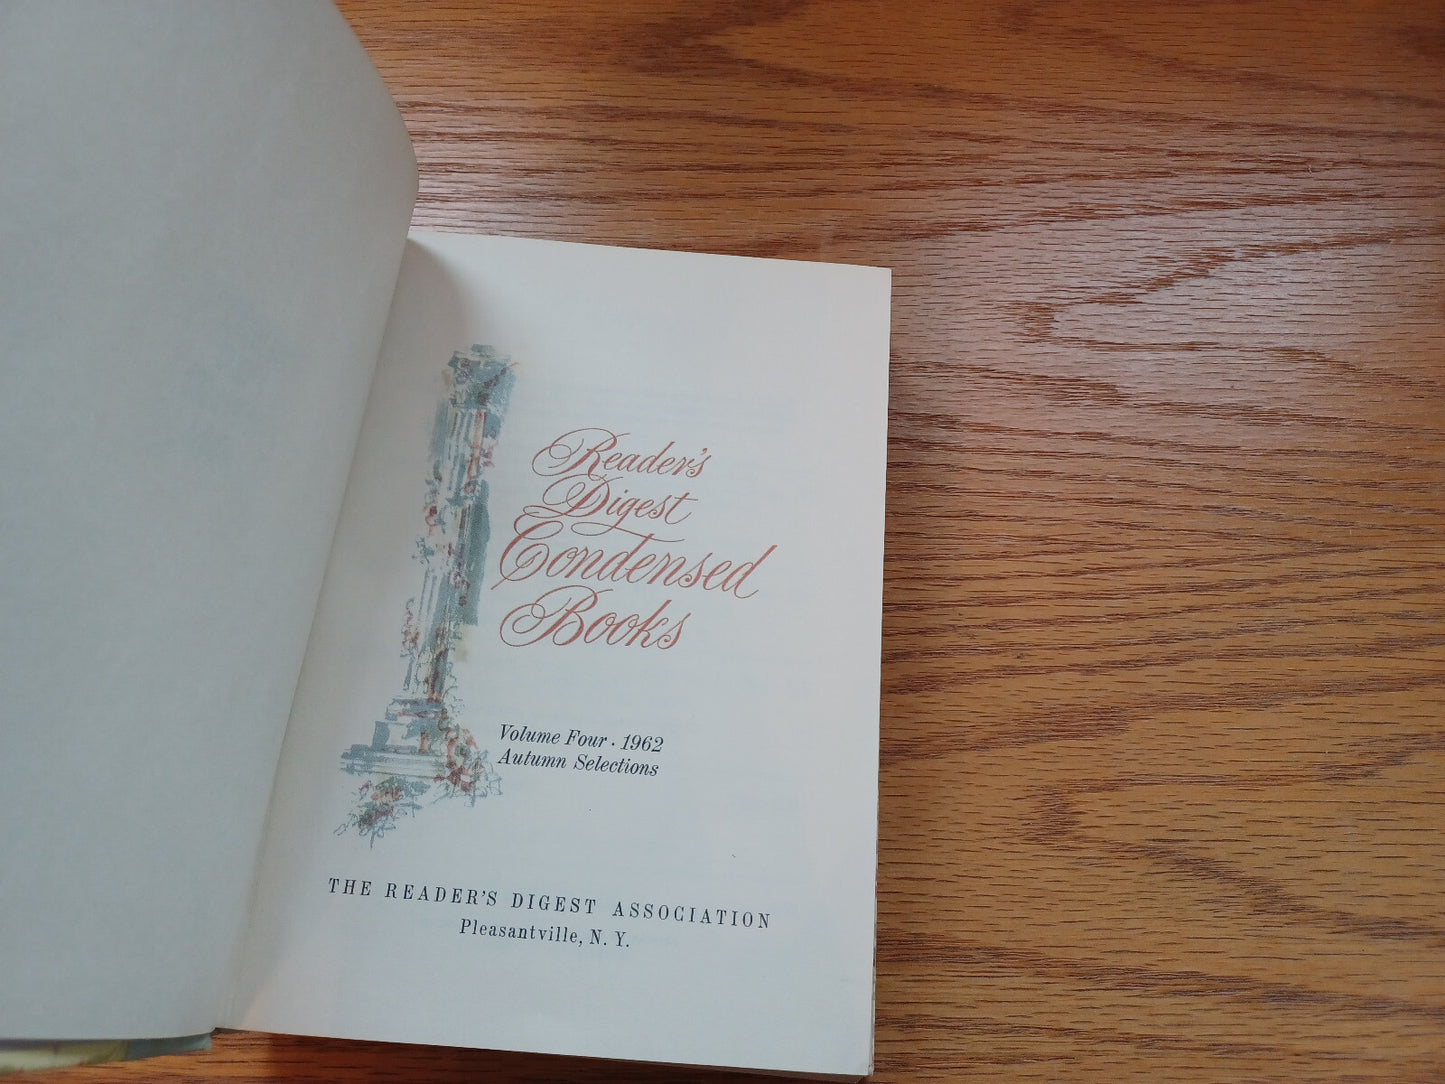 Reader's
Digest
Condensed
Books
Volume Four · 1962
Autumn Selections
THE READER'S DIGEST ASSOCIATION
Pleasantville, N. Y.